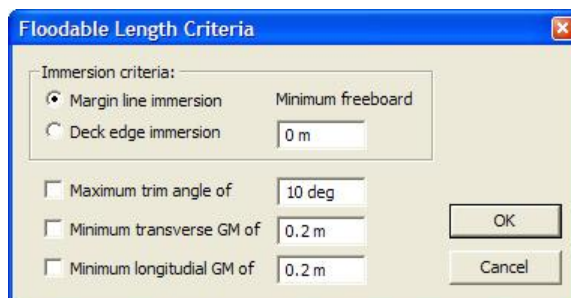 Floodable Length Criteria
Immersion criteria:
Margin line immersion Minimum freeboard
Deck edge immersion 0 m
Maximum trim angle of 10 deg
Minimum transverse GM of 0.2 m OK
Minimum longitudial GM of 0.2 m Cancel